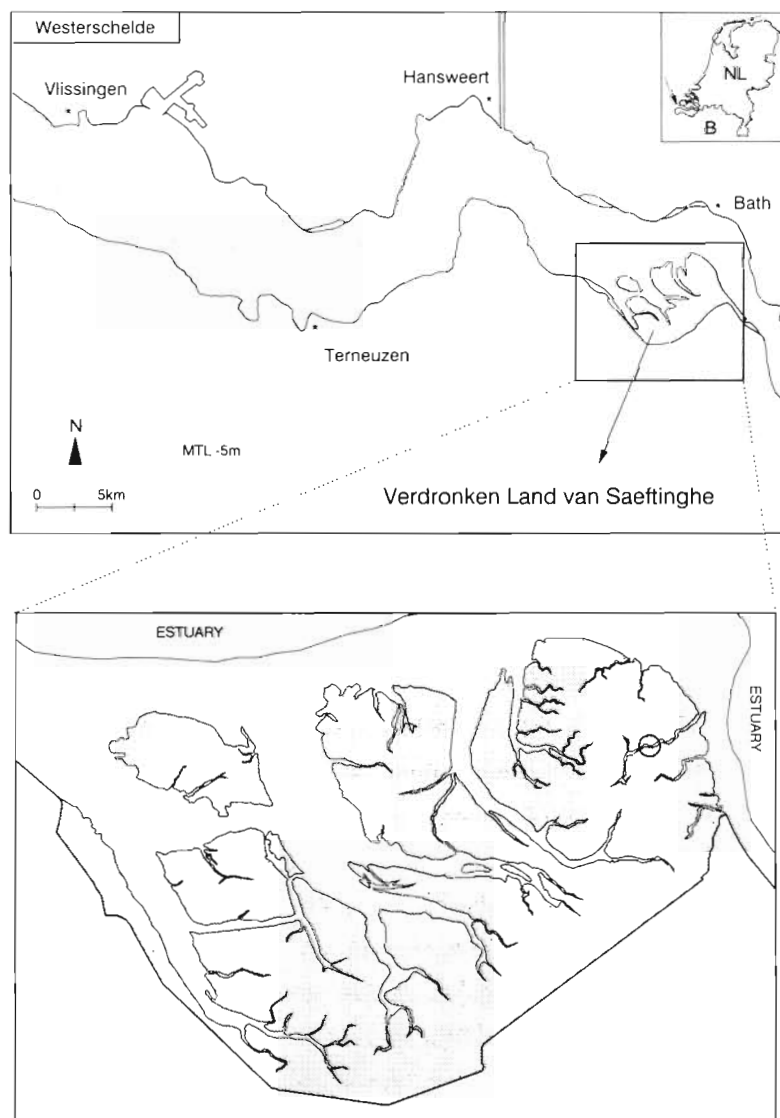 Westerschelde
Vlissingen
Hansweert
NL
B
Bath
Terneuzen
N
MTL -5m
0 5km
Verdronken Land van Saeftinghe
ESTUARY
ESTUARY